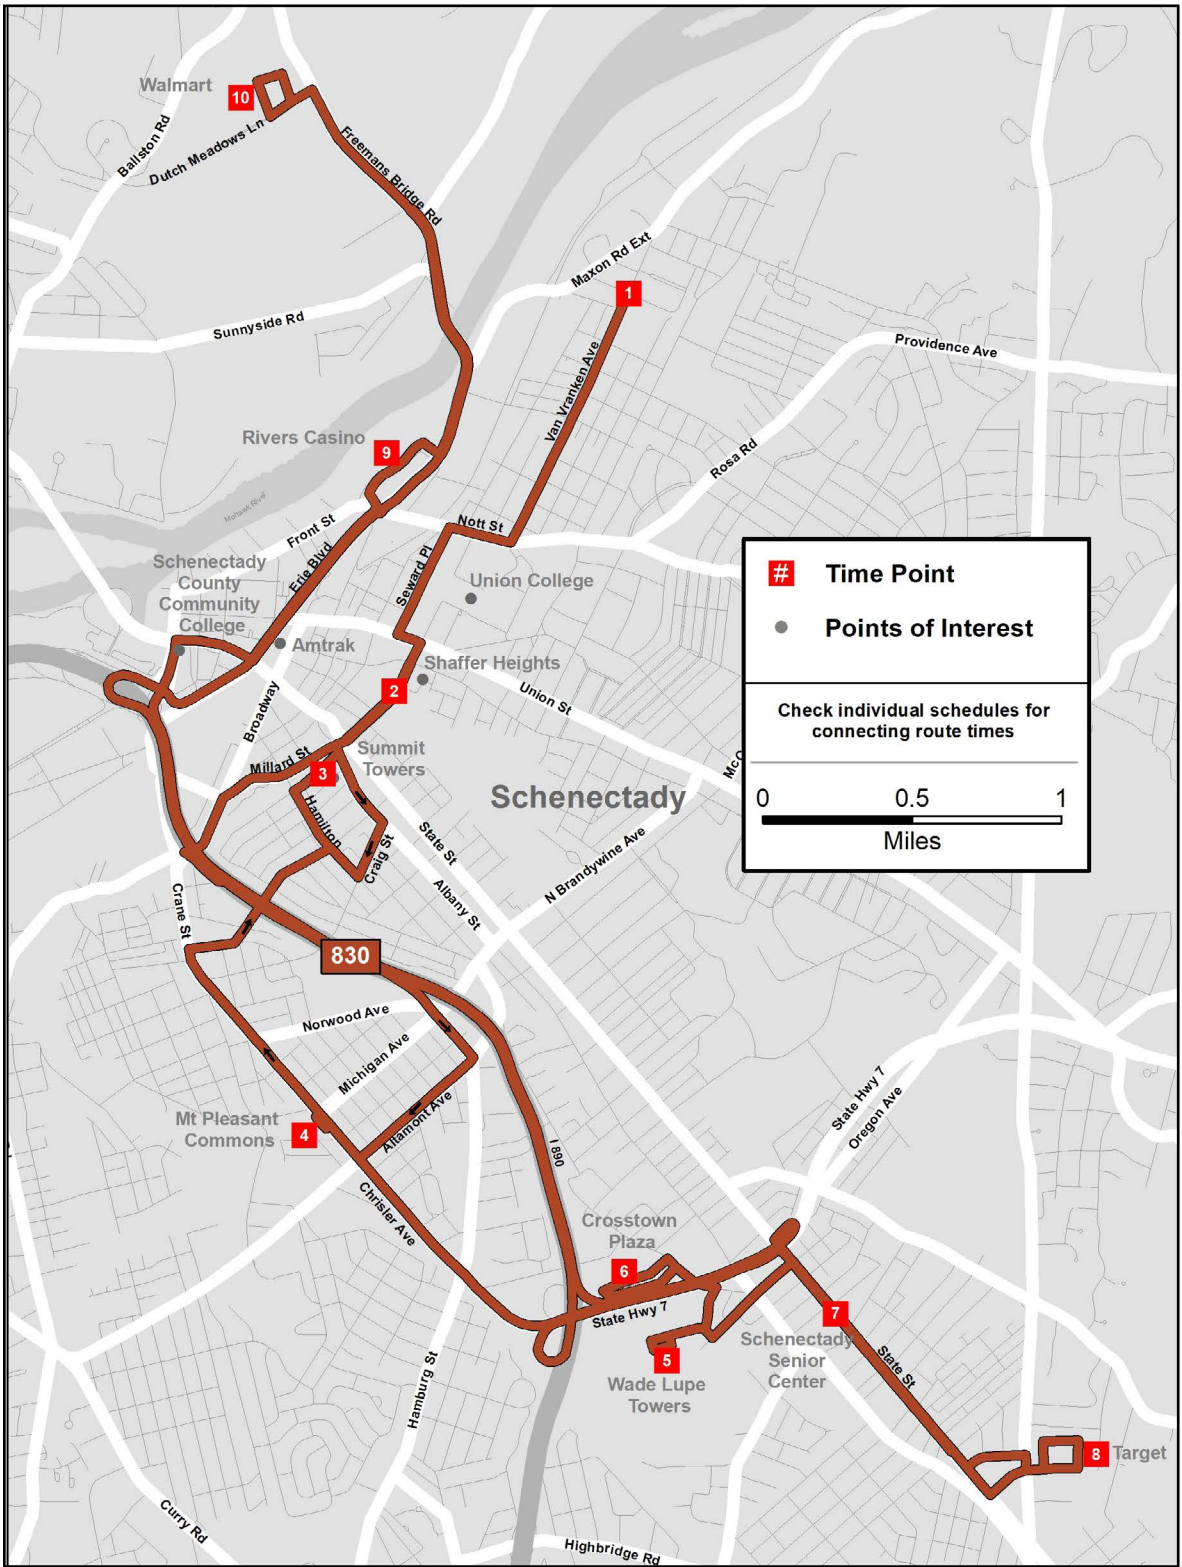 Walmart
10
Ballston Rd
Dutch Meadows Ln
Freemans Bridge Rd
Maxon Rd Ext
1
Sunnyside Rd
Providence Ave
Van Vranken Ave
Rivers Casino
9
Rosa Rd
Mohawk River
Front St
Nott St
Erie Blvd
Schenectady
County
Community
College
Seward Pl
Union College
Amtrak
Shaffer Heights
2
Union St
Broadway
Millard St
Summit
Towers
3
Hamilton
Craig St
Schenectady
State St
Albany St
N Brandywine Ave
McC
# Time Point
Points of Interest
Check individual schedules for
connecting route times
0 0.5 1
Miles
Crane St
830
Norwood Ave
Michigan Ave
Mt Pleasant
Commons
4
Altamont Ave
I 890
State Hwy 7
Oregon Ave
Chrisler Ave
Crosstown
Plaza
6
State Hwy 7
7
Schenectady
Senior
Center
5
Wade Lupe
Towers
State St
Hamburg St
8
Target
Curry Rd
Highbridge Rd